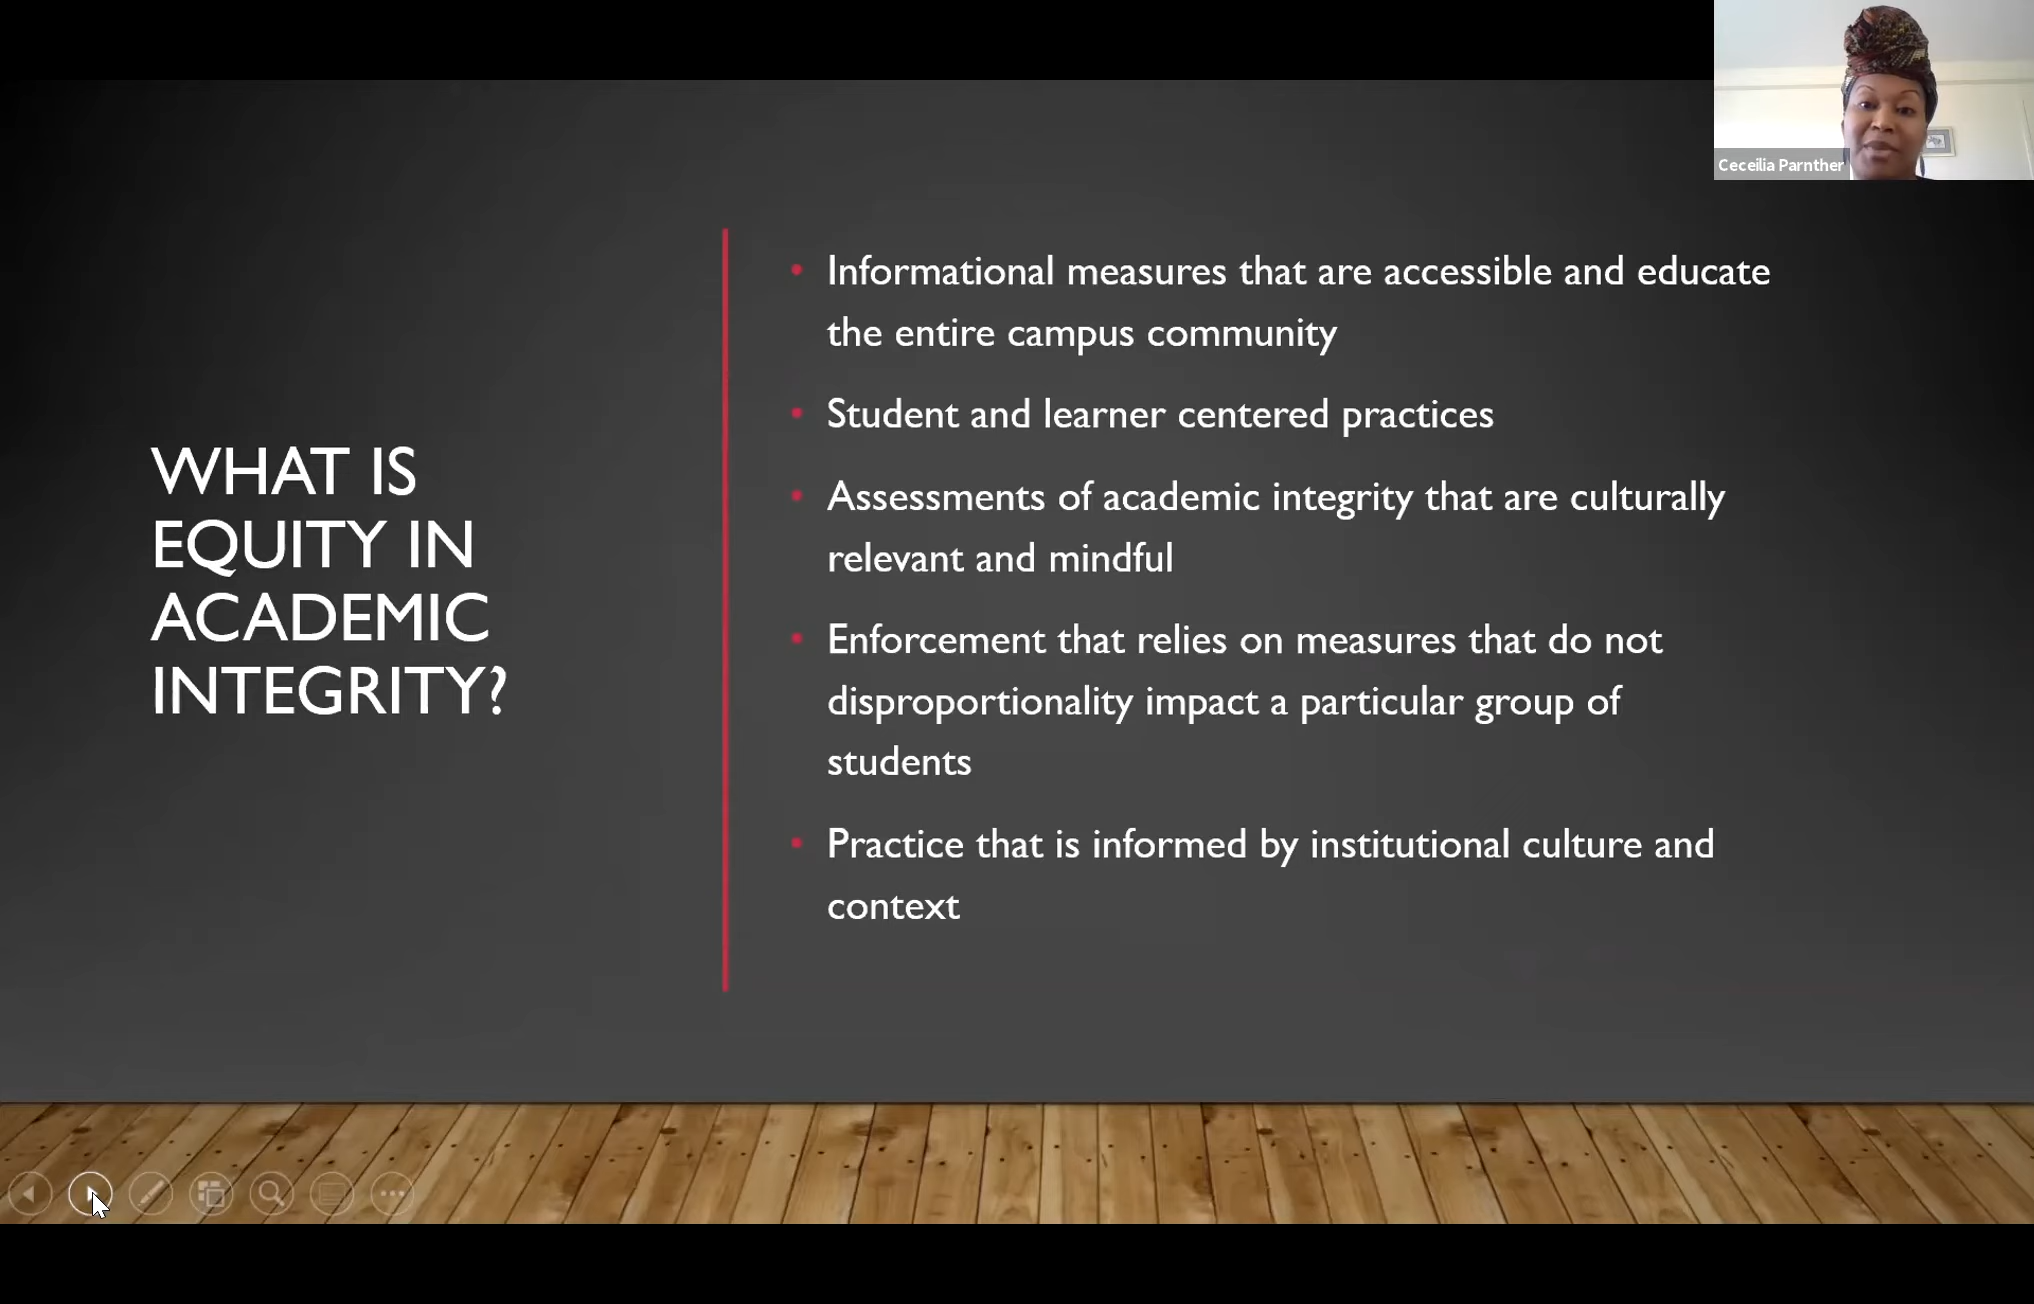 Ceceilia Parnther
WHAT IS
EQUITY IN
ACADEMIC
INTEGRITY?
• Informational measures that are accessible and educate
the entire campus community
• Student and learner centered practices
• Assessments of academic integrity that are culturally
relevant and mindful
• Enforcement that relies on measures that do not
disproportionality impact a particular group of
students
• Practice that is informed by institutional culture and
context